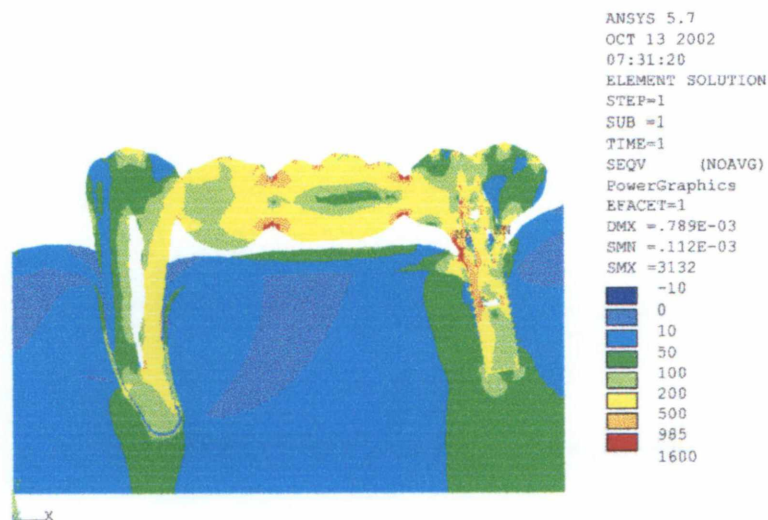 ANSYS 5.7
OCT 13 2002
07:31:20
ELEMENT SOLUTION
STEP=1
SUB =1
TIME=1
SEQV (NOAVG)
PowerGraphics
EFACET=1
DMX =.789E-03
SMN =.112E-03
SMX =3132
-10
0
10
50
100
200
500
985
1600
X